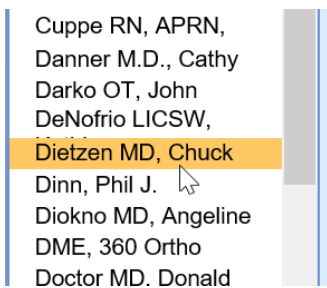 Cuppe RN, APRN,
Danner M.D., Cathy
Darko OT, John
DeNofrio LICSW,
Dietzen MD, Chuck
Dinn, Phil J.
Diokno MD, Angeline
DME, 360 Ortho
Doctor MD, Donald